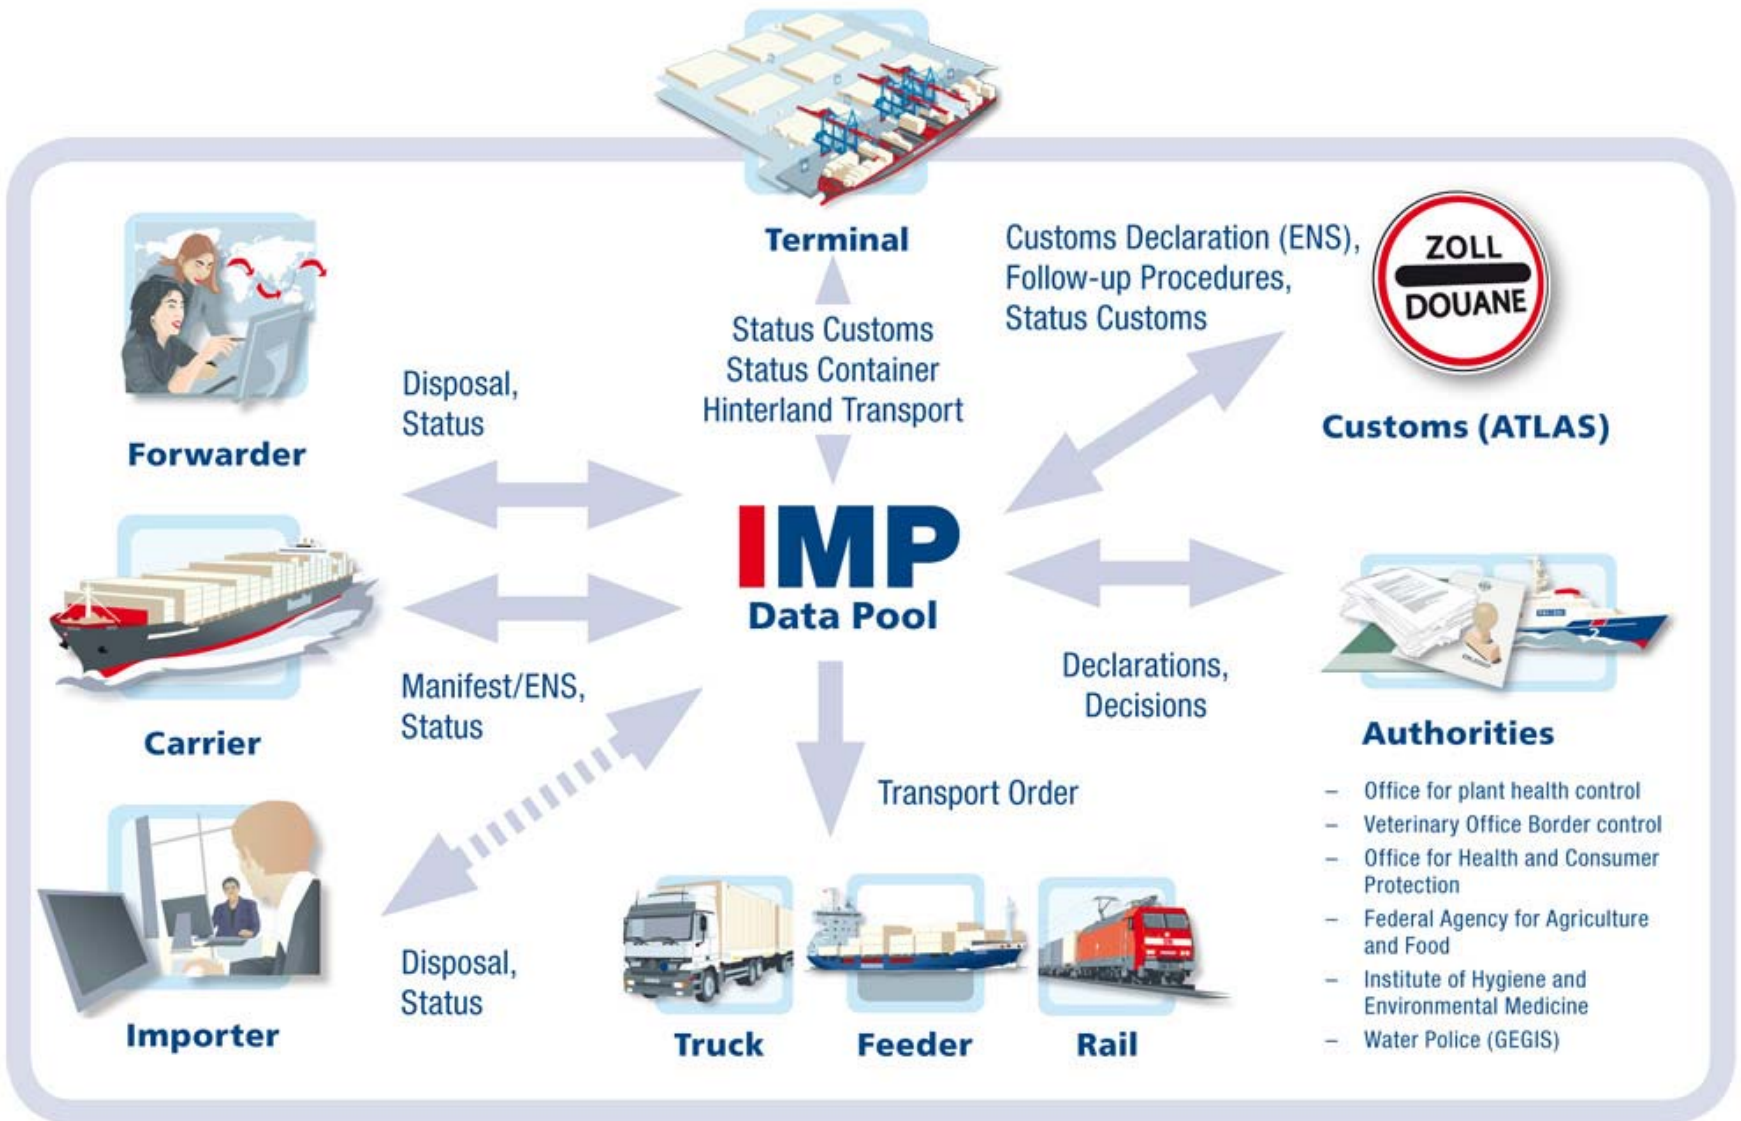 Terminal
Customs Declaration (ENS),
Follow-up Procedures,
Status Customs
ZOLL
DOUANE
Customs (ATLAS)
Status Customs
Status Container
Hinterland Transport
Forwarder
Disposal,
Status
IMP
Data Pool
Carrier
Manifest/ENS,
Status
Declarations,
Decisions
Authorities
– Office for plant health control
– Veterinary Office Border control
– Office for Health and Consumer
Protection
– Federal Agency for Agriculture
and Food
– Institute of Hygiene and
Environmental Medicine
– Water Police (GEGIS)
Transport Order
Importer
Disposal,
Status
Truck
Feeder
Rail